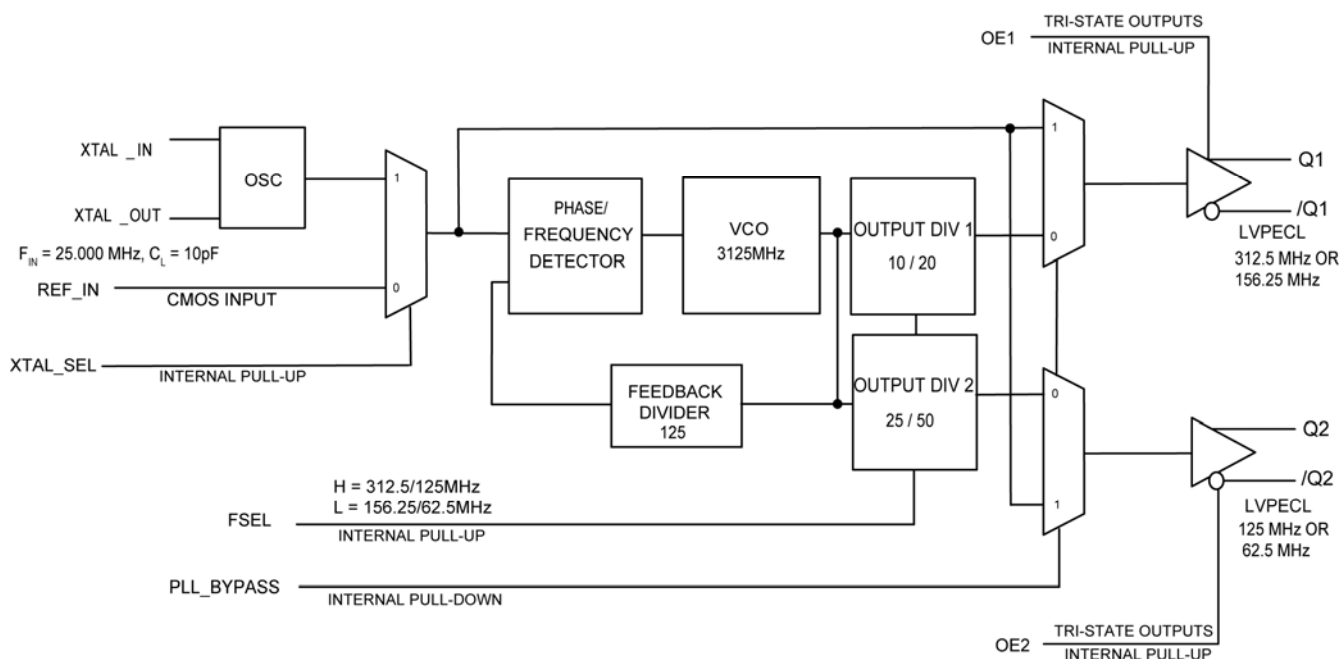 TRI-STATE OUTPUTS
OE1
INTERNAL PULL-UP
XTAL _IN
OSC
XTAL _OUT
F_IN = 25.000 MHz, C_L = 10pF
REF_IN
CMOS INPUT
1
0
XTAL_SEL
INTERNAL PULL-UP
PHASE/
FREQUENCY
DETECTOR
VCO
3125MHz
OUTPUT DIV 1
10 / 20
FEEDBACK
DIVIDER
125
OUTPUT DIV 2
25 / 50
1
0
Q1
/Q1
LVPECL
312.5 MHz OR
156.25 MHz
0
1
Q2
/Q2
LVPECL
125 MHz OR
62.5 MHz
H = 312.5/125MHz
L = 156.25/62.5MHz
FSEL
INTERNAL PULL-UP
PLL_BYPASS
INTERNAL PULL-DOWN
TRI-STATE OUTPUTS
OE2
INTERNAL PULL-UP